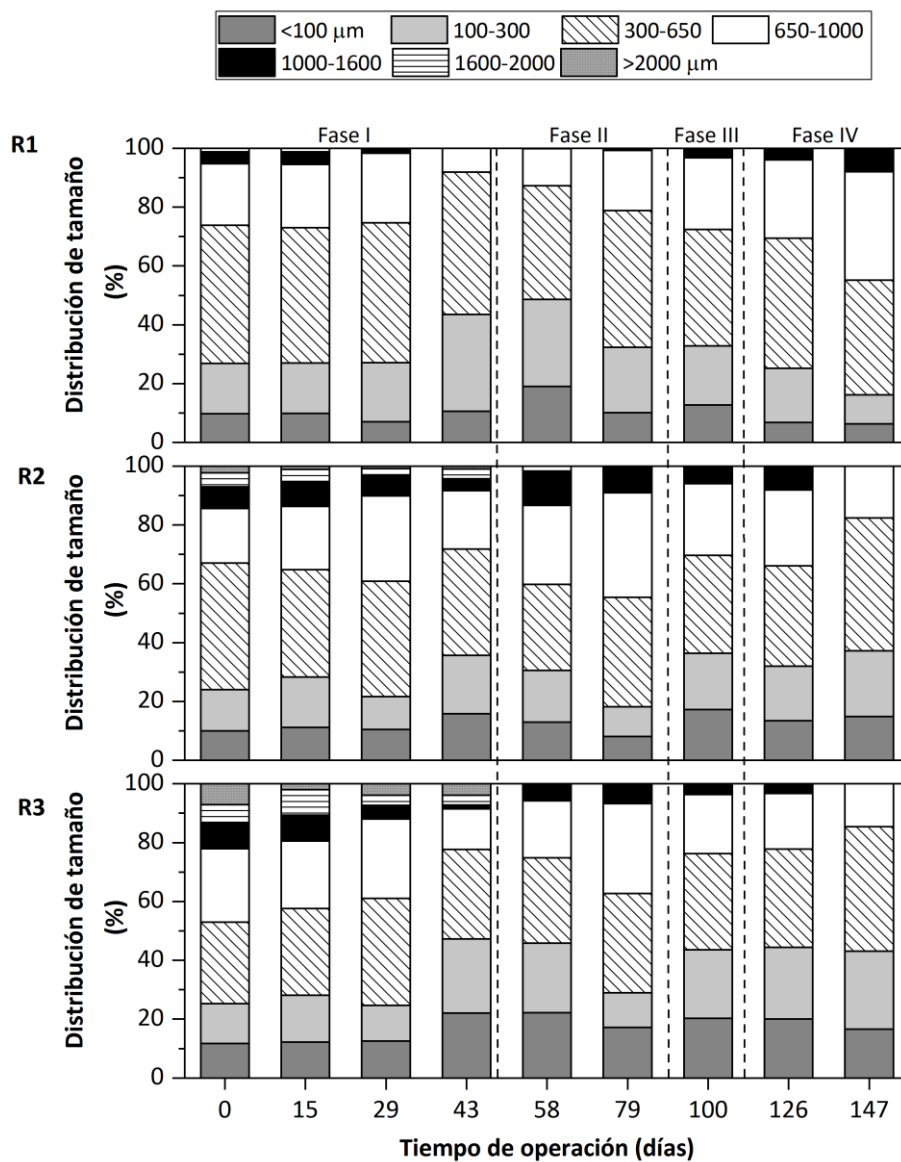 <100 μm 100-300 300-650 650-1000
1000-1600 1600-2000 >2000 μm
R1
Fase I Fase II Fase III Fase IV
100
80
60
40
20
0
Distribución de tamaño
(%)
R2
100
80
60
40
20
0
Distribución de tamaño
(%)
R3
100
80
60
40
20
0
Distribución de tamaño
(%)
0 15 29 43 58 79 100 126 147
Tiempo de operación (días)